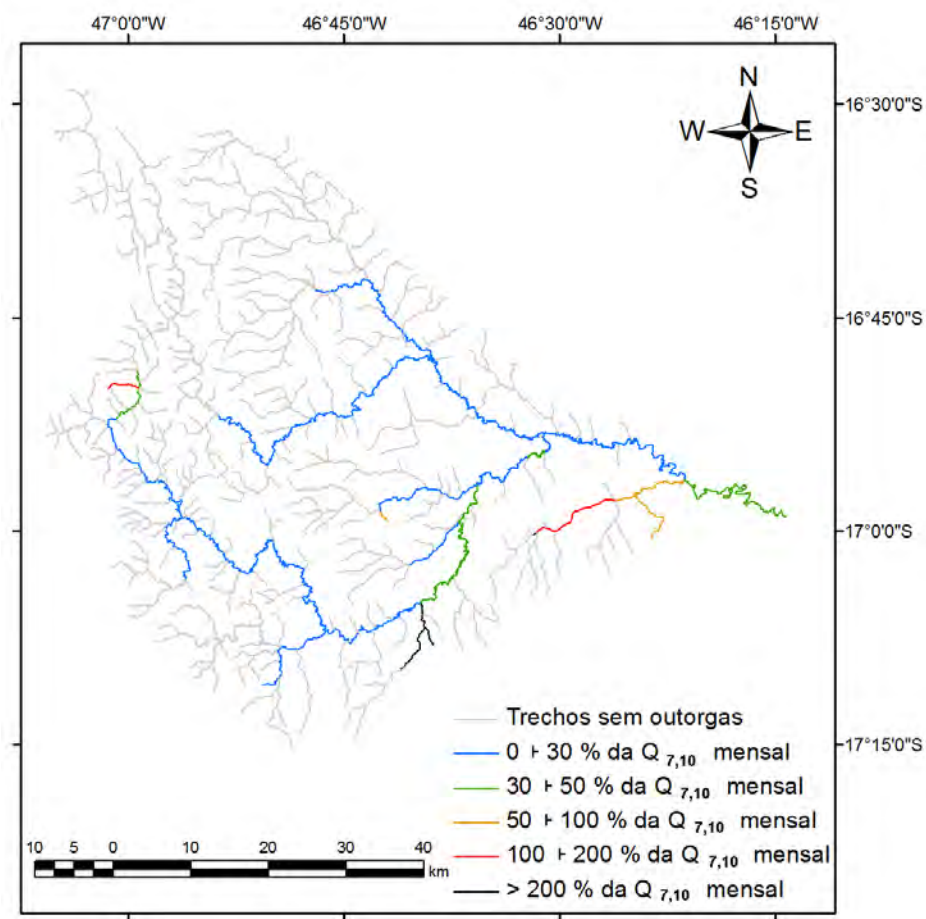 47°0'0"W 46°45'0"W 46°30'0"W 46°15'0"W
N
W E
S
16°30'0"S
16°45'0"S
17°0'0"S
17°15'0"S
Trechos sem outorgas
0 ⊦ 30 % da Q 7,10 mensal
30 ⊦ 50 % da Q 7,10 mensal
50 ⊦ 100 % da Q 7,10 mensal
100 ⊦ 200 % da Q 7,10 mensal
> 200 % da Q 7,10 mensal
10 5 0 10 20 30 40
km